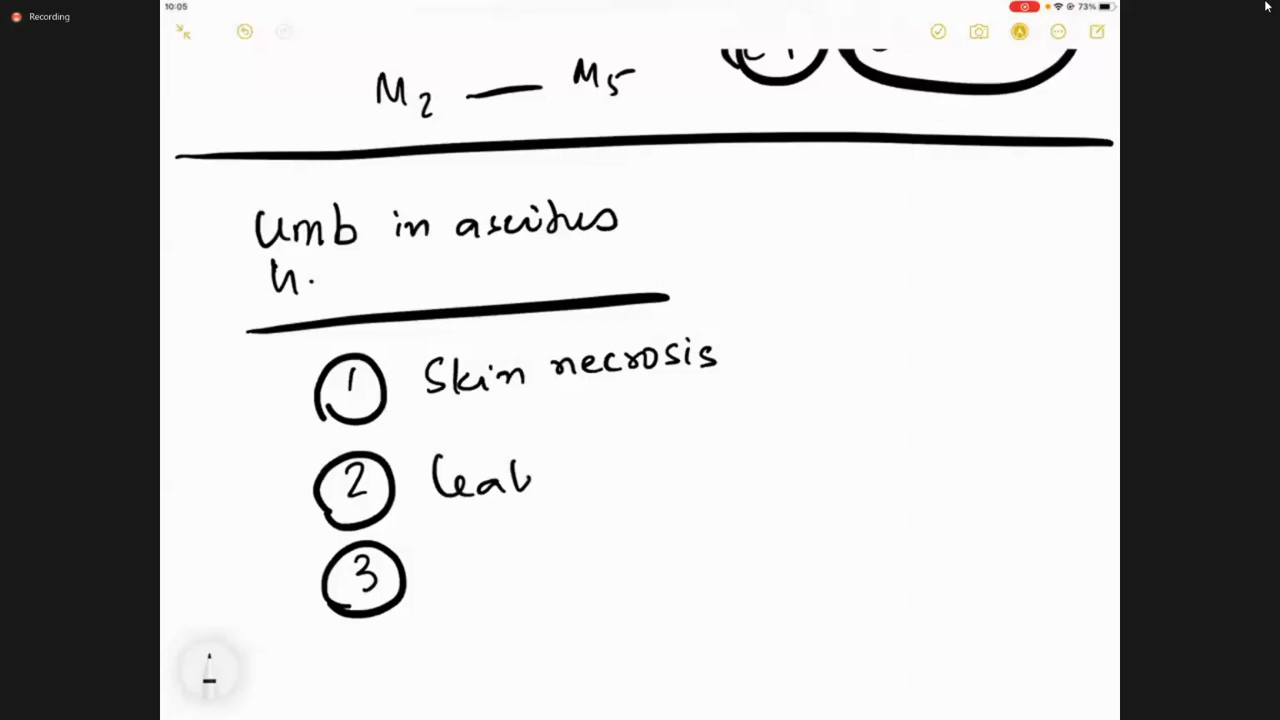 Recording
10:05
73%
M2 — M5
Umb in ascitus
h.
1 Skin necrosis
2 leak
3